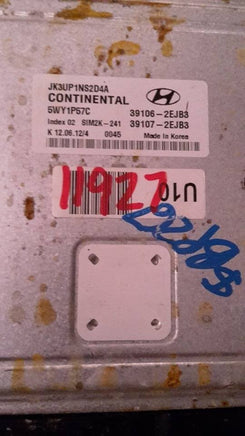 JK3UP1NS2D4A
CONTINENTAL
5WY1P57C
39106-2EJB3
Index 02 SIM2K-241
39107-2EJB3
K 12.06.12/4 0045 Made in Korea
11927
U10